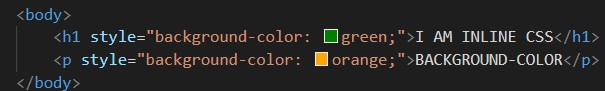 <body>
<h1 style="background-color: green;">I AM INLINE CSS</h1>
<p style="background-color: orange;">BACKGROUND-COLOR</p>
</body>